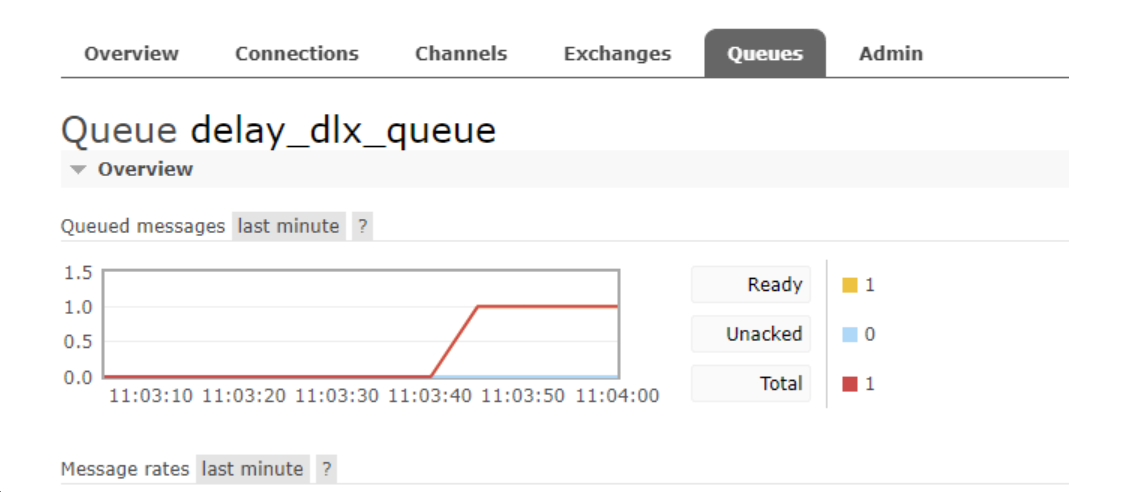 Overview Connections Channels Exchanges Queues Admin
Queue delay_dlx_queue
Overview
Queued messages last minute ?
1.5
1.0
0.5
0.0
11:03:10 11:03:20 11:03:30 11:03:40 11:03:50 11:04:00
Ready 1
Unacked 0
Total 1
Message rates last minute ?